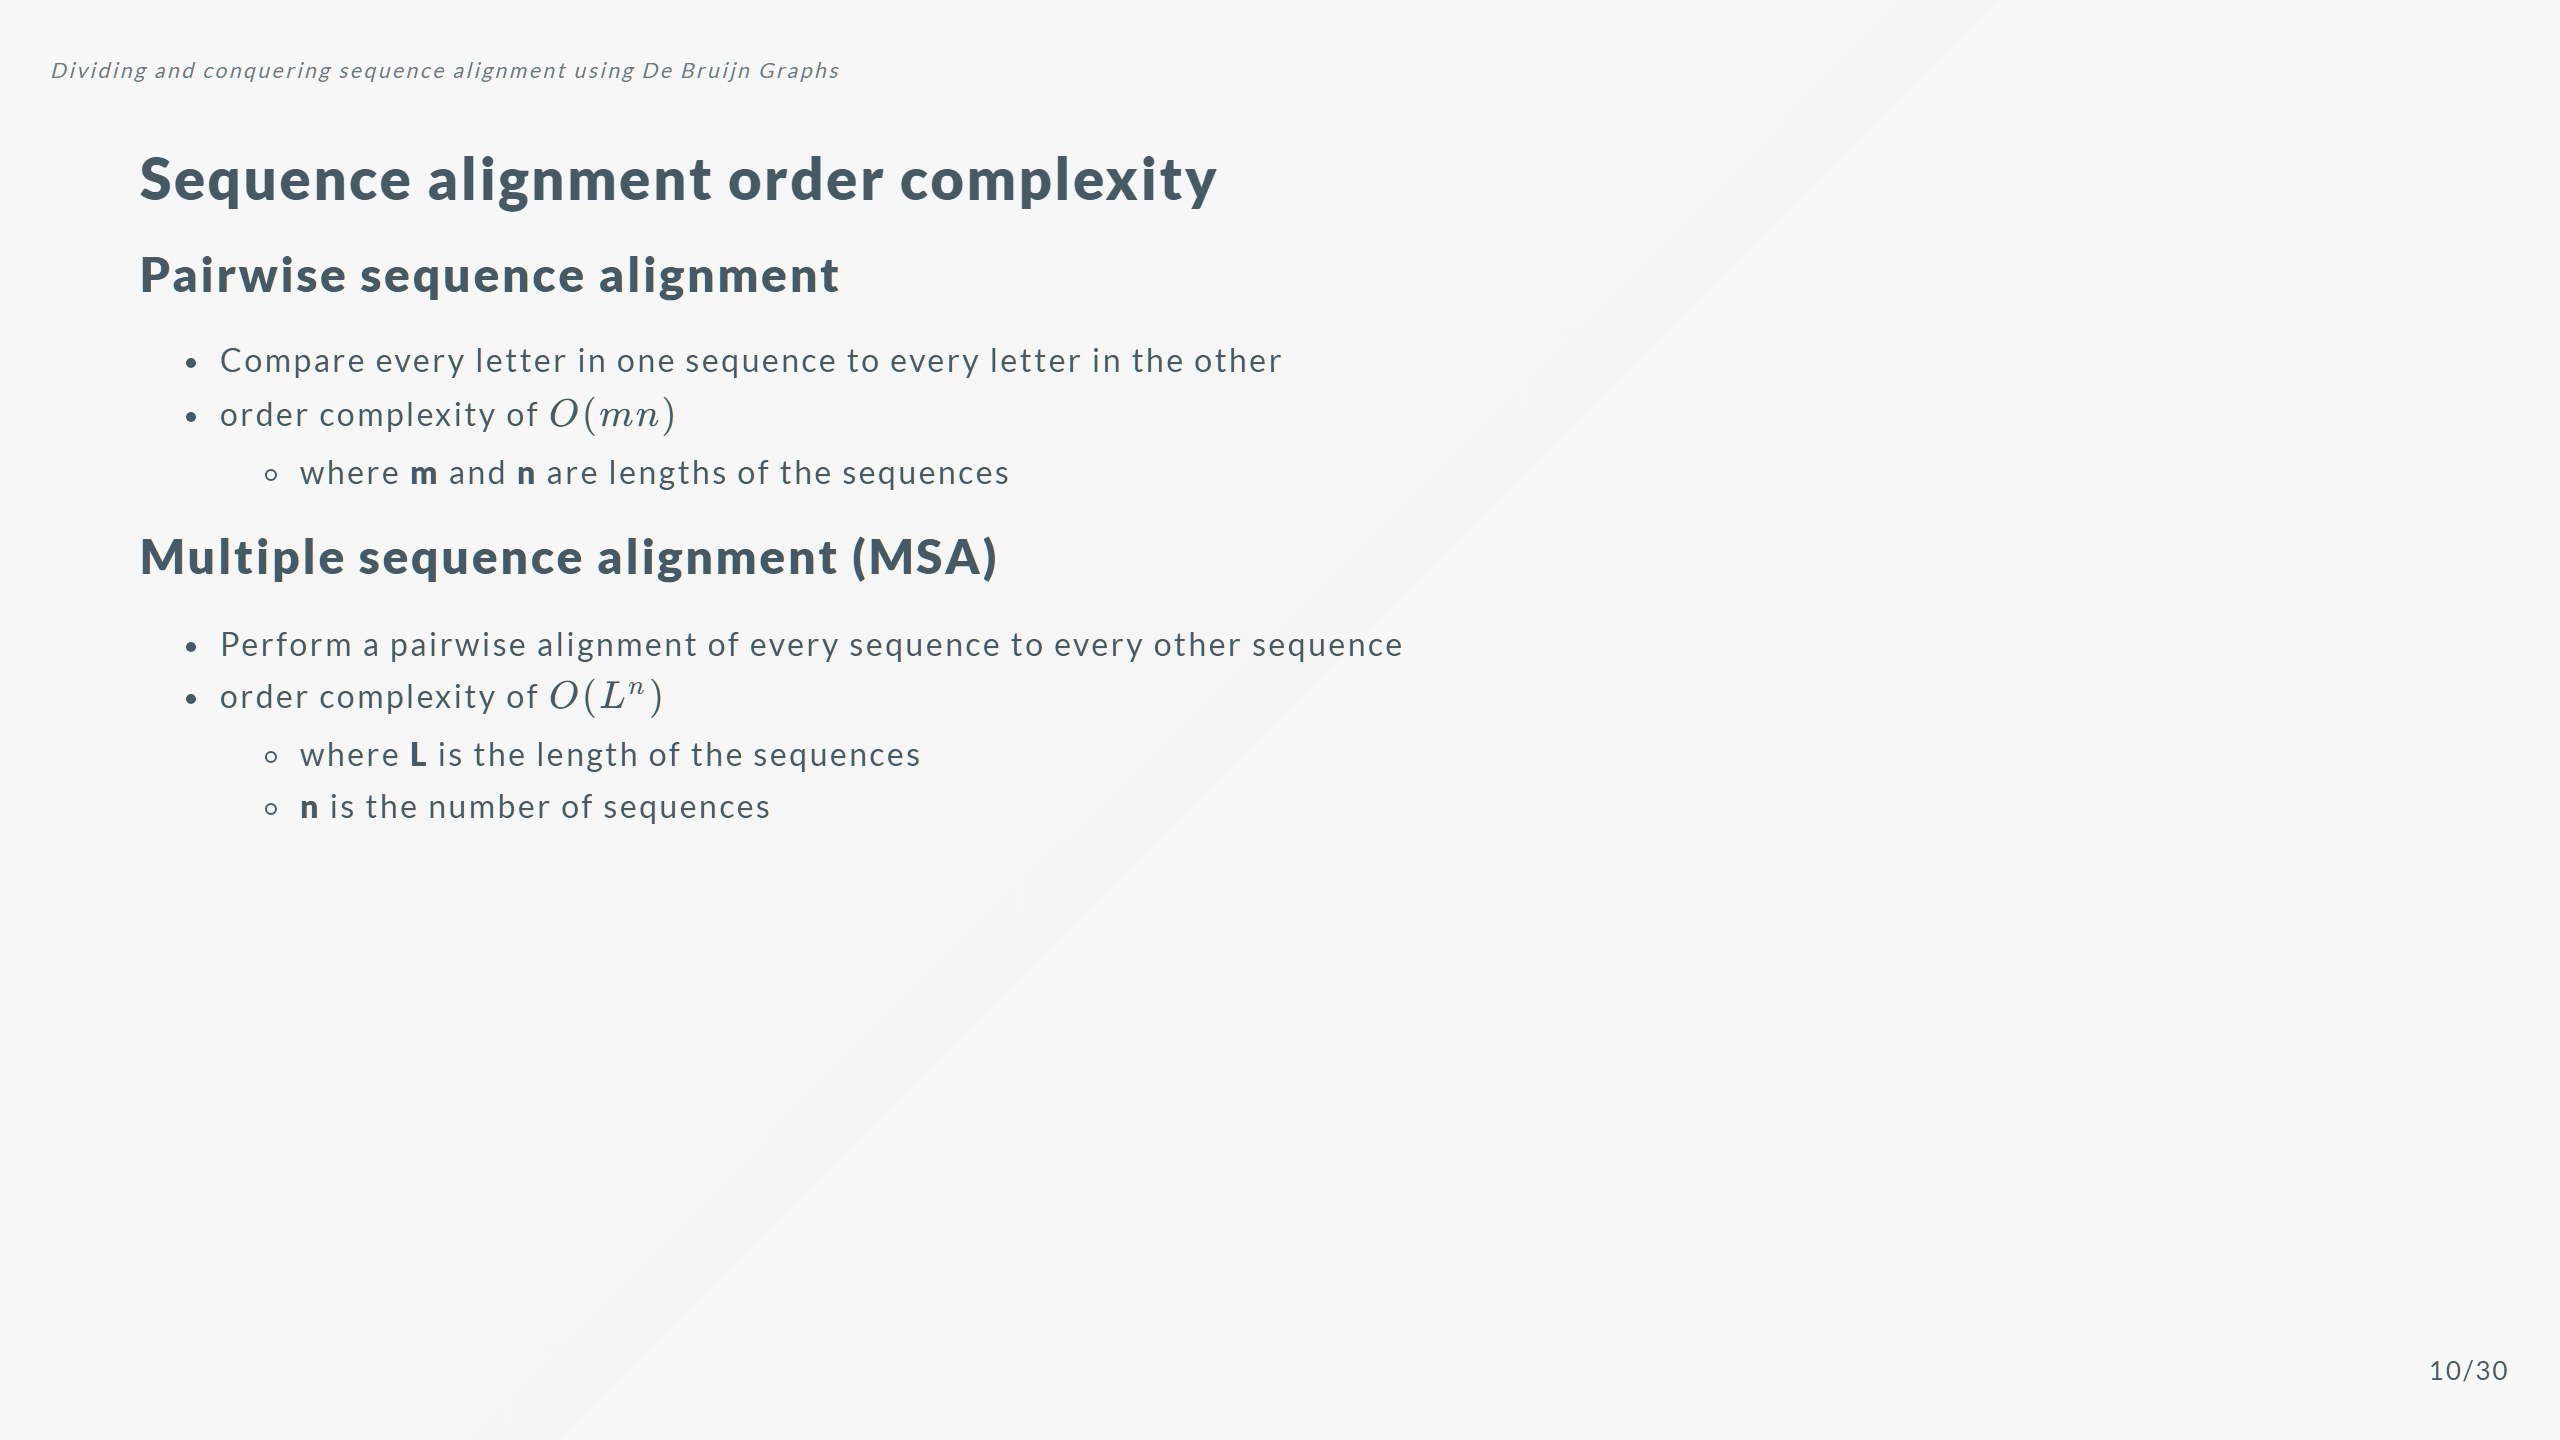 Dividing and conquering sequence alignment using De Bruijn Graphs
Sequence alignment order complexity
Pairwise sequence alignment
• Compare every letter in one sequence to every letter in the other
• order complexity of O(mn)
◦ where m and n are lengths of the sequences
Multiple sequence alignment (MSA)
• Perform a pairwise alignment of every sequence to every other sequence
• order complexity of O(Lⁿ)
◦ where L is the length of the sequences
◦ n is the number of sequences
10/30